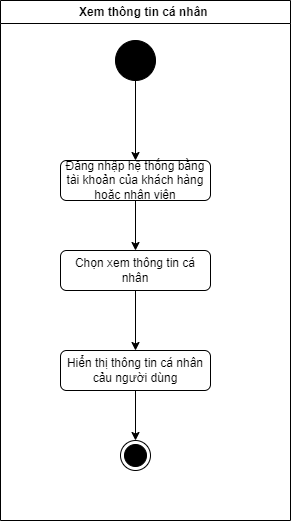 Xem thông tin cá nhân
Đăng nhập hệ thống bằng
tài khoản của khách hàng
hoặc nhân viên
Chọn xem thông tin cá
nhân
Hiển thị thông tin cá nhân
cảu người dùng